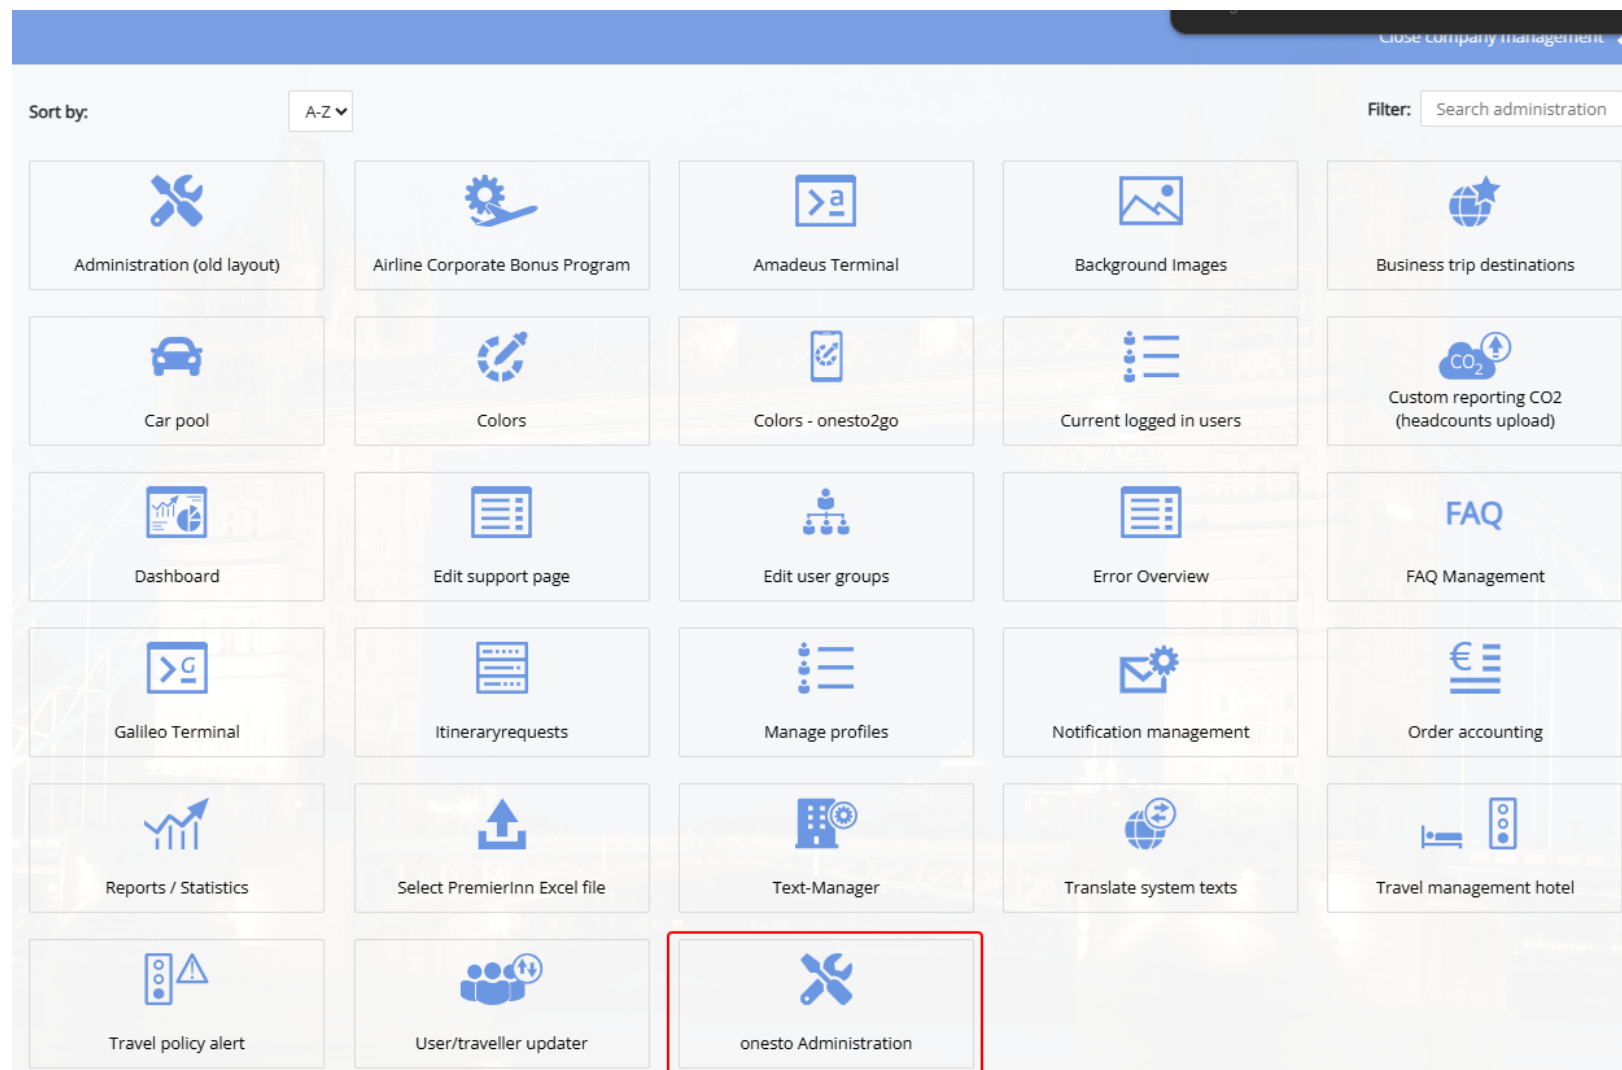 Close company management
Sort by:
A-Z
Filter:
Search administration
Administration (old layout)
Airline Corporate Bonus Program
>a
Amadeus Terminal
Background Images
Business trip destinations
Car pool
Colors
Colors - onesto2go
Current logged in users
CO2
Custom reporting CO2
(headcounts upload)
Dashboard
Edit support page
Edit user groups
Error Overview
FAQ
FAQ Management
>G
Galileo Terminal
Itineraryrequests
Manage profiles
Notification management
€
Order accounting
Reports / Statistics
Select PremierInn Excel file
Text-Manager
Translate system texts
Travel management hotel
Travel policy alert
User/traveller updater
onesto Administration